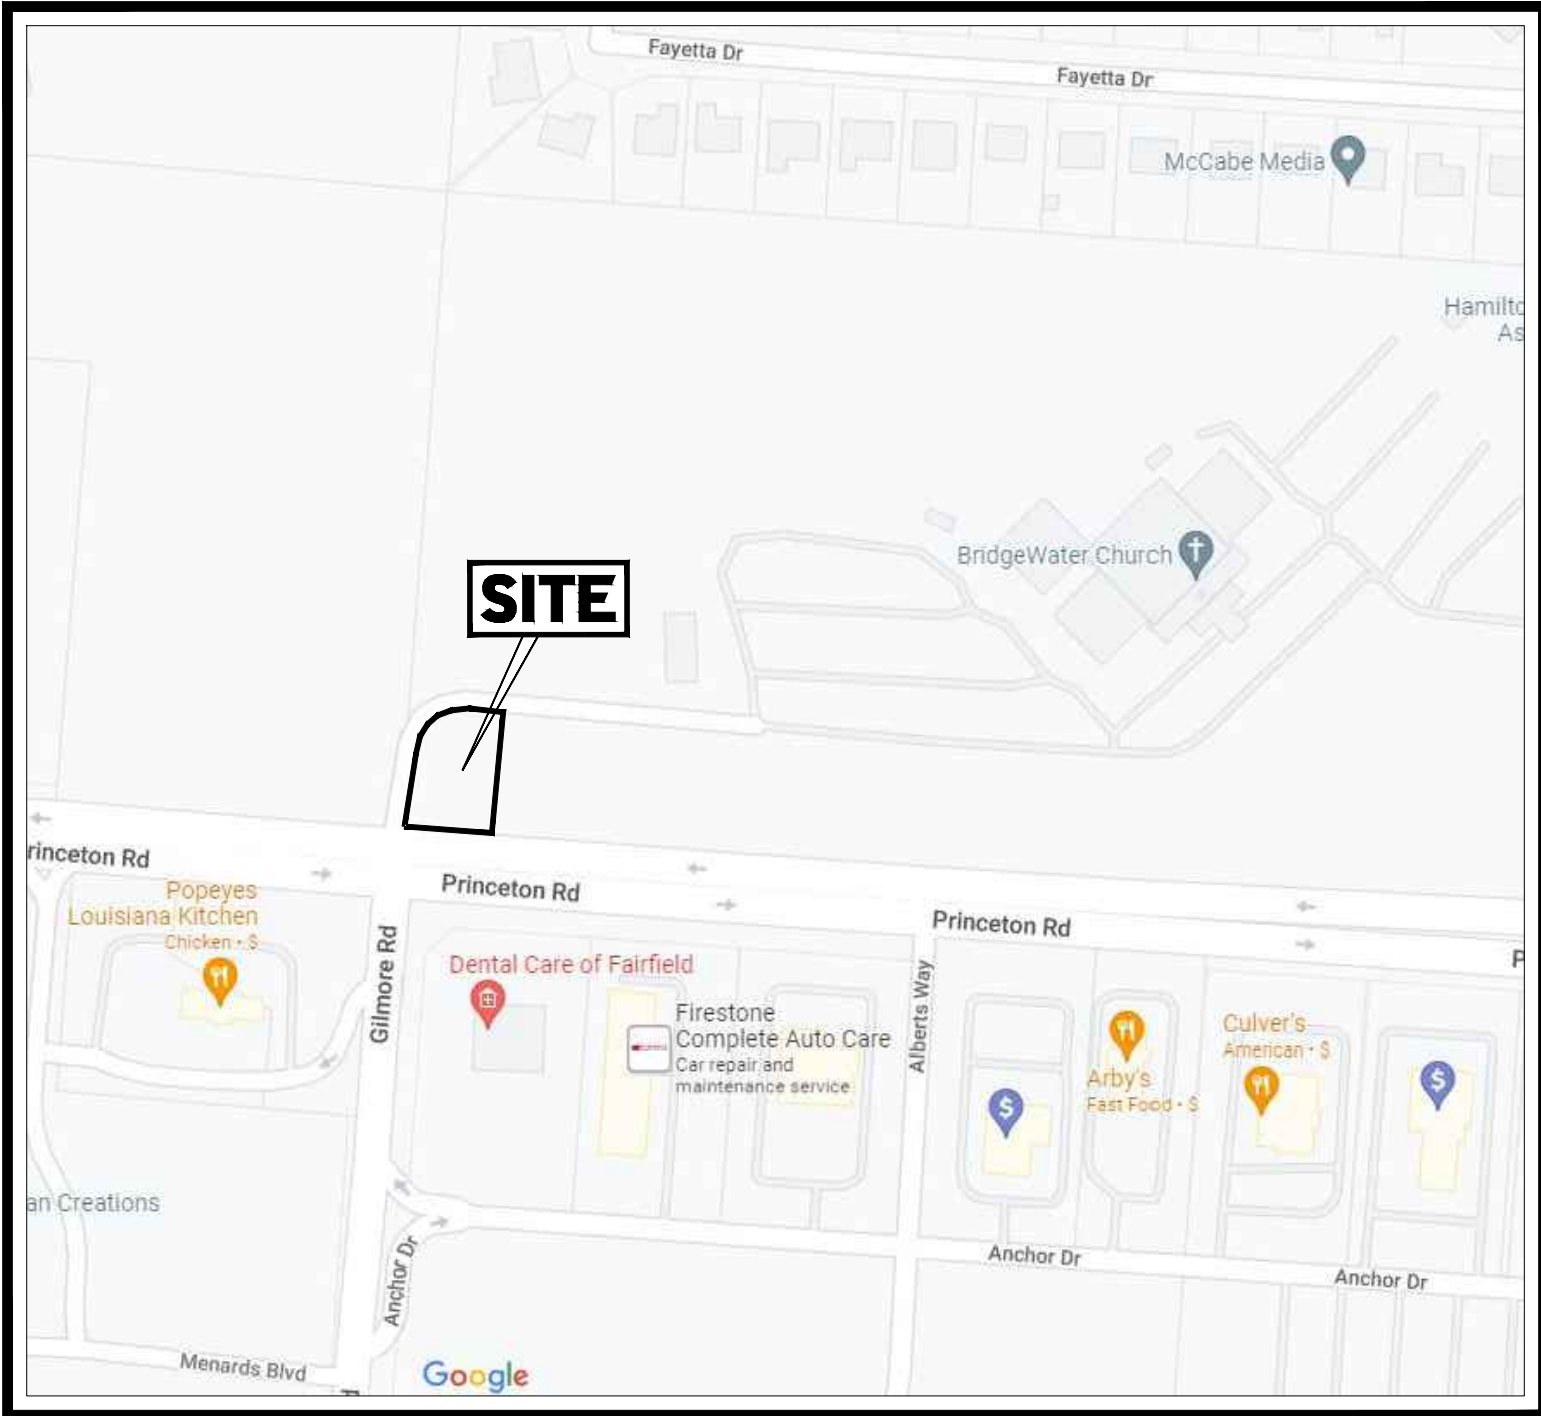 Fayetta Dr
Fayetta Dr
McCabe Media
Hamilto
As
BridgeWater Church
SITE
rinceton Rd
Princeton Rd
Princeton Rd
P
Popeyes
Louisiana Kitchen
Chicken · $
Gilmore Rd
Dental Care of Fairfield
Firestone
Complete Auto Care
Car repair and
maintenance service
Alberts Way
$
Arby's
Fast Food · $
Culver's
American · $
$
an Creations
Anchor Dr
Anchor Dr
Anchor Dr
Menards Blvd
Google